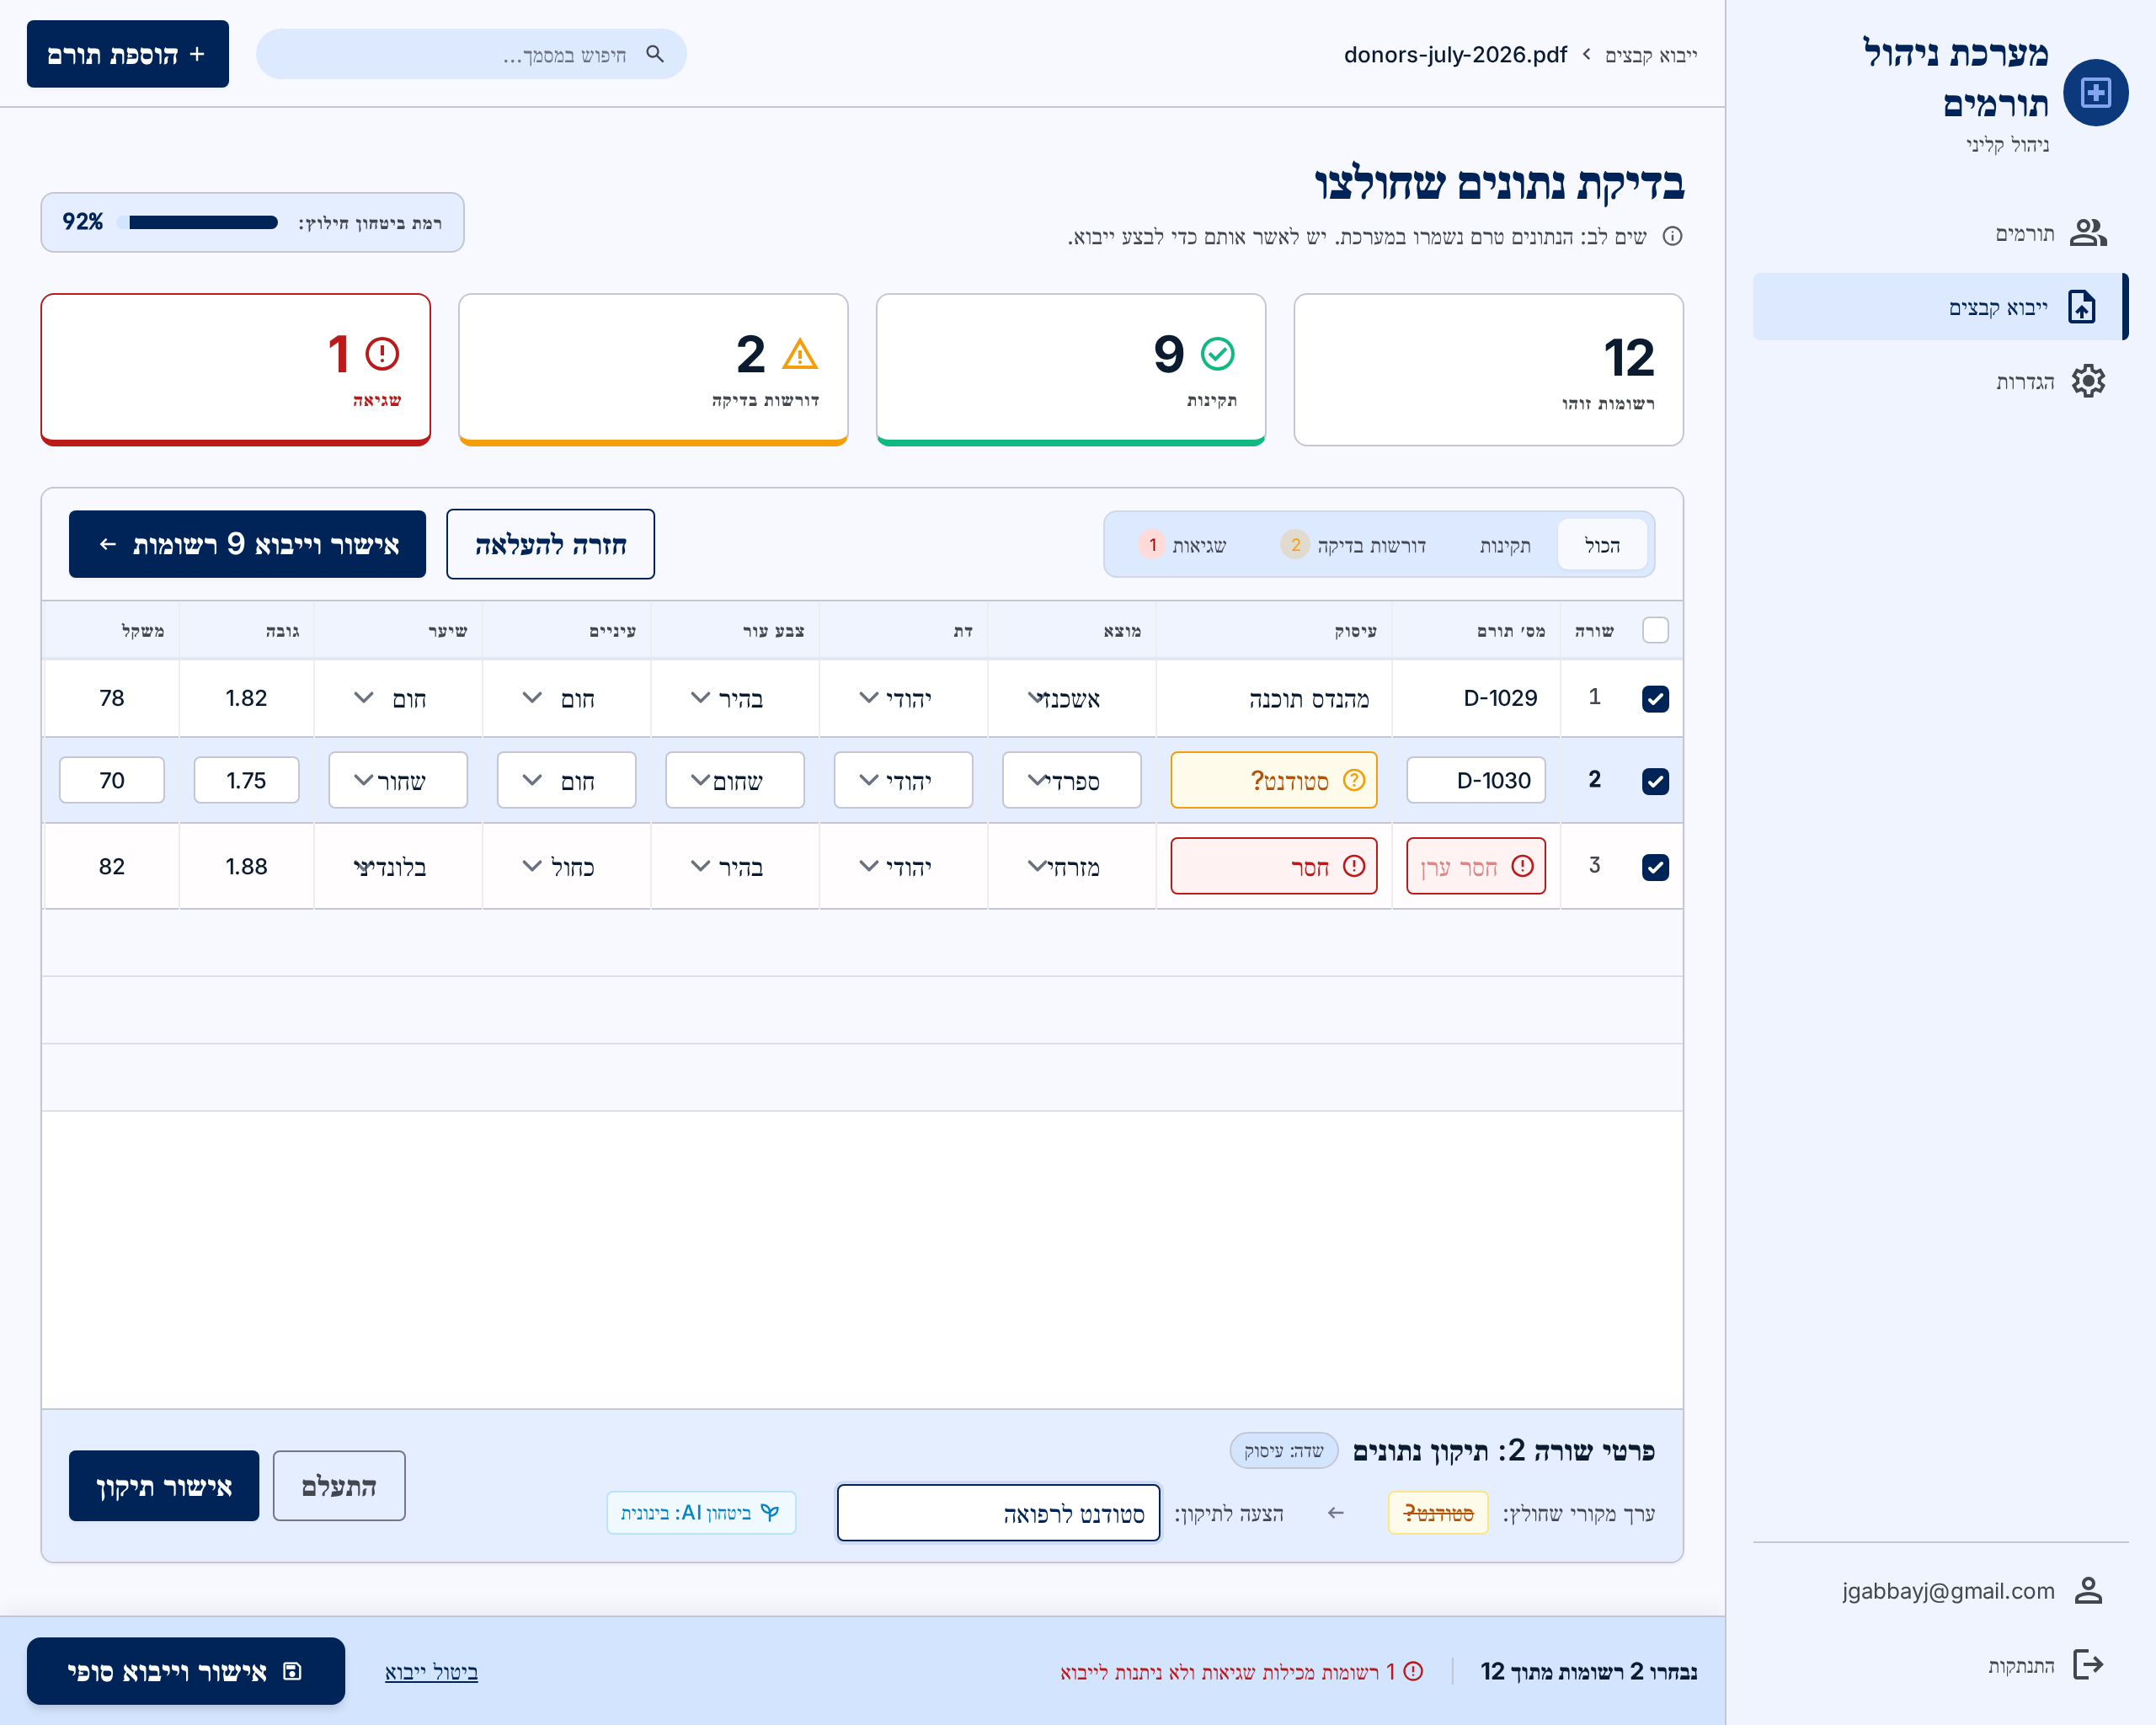 מערכת ניהול
תורמים
ניהול קליני
תורמים
ייבוא קבצים
הגדרות
jgabbayj@gmail.com
התנתקות
ייבוא קבצים › donors-july-2026.pdf
חיפוש במסמך...
+ הוספת תורם
בדיקת נתונים שחולצו
שים לב: הנתונים טרם נשמרו במערכת. יש לאשר אותם כדי לבצע ייבוא.
רמת ביטחון חילוץ: 92%
12
רשומות זוהו
9
תקינות
2
דורשות בדיקה
1
שגיאה
הכול תקינות דורשות בדיקה 2 שגיאות 1
חזרה להעלאה
אישור וייבוא 9 רשומות ←
שורה מס׳ תורם עיסוק מוצא דת צבע עור עיניים שיער גובה משקל
1 D-1029 מהנדס תוכנה אשכנזי יהודי בהיר חום חום 1.82 78
2 D-1030 סטודנט? ספרדי יהודי שחום חום שחור 1.75 70
3 חסר ערן חסר מזרחי יהודי בהיר כחול בלונדיני 1.88 82
פרטי שורה 2: תיקון נתונים שדה: עיסוק
ערך מקורי שחולץ: סטודנט? ← הצעה לתיקון: סטודנט לרפואה ביטחון AI: בינונית
התעלם
אישור תיקון
נבחרו 2 רשומות מתוך 12
1 רשומות מכילות שגיאות ולא ניתנות לייבוא
ביטול ייבוא
אישור וייבוא סופי